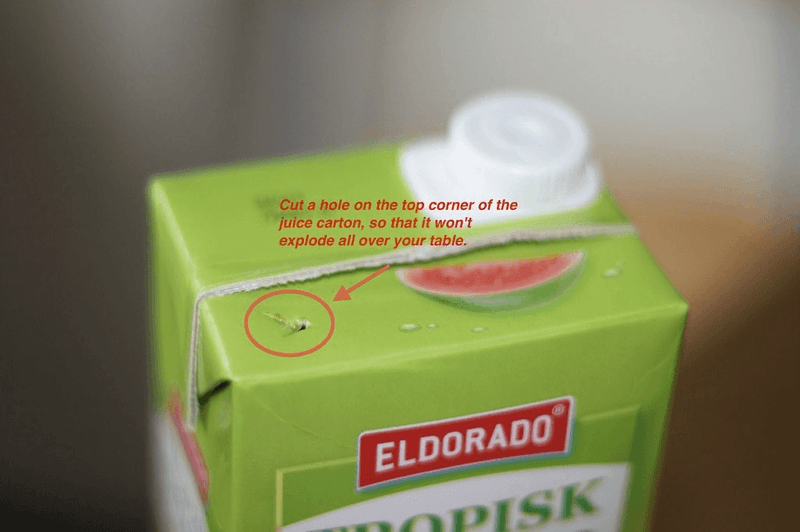 Cut a hole on the top corner of the
juice carton, so that it won't
explode all over your table.
ELDORADO®
TROPISK